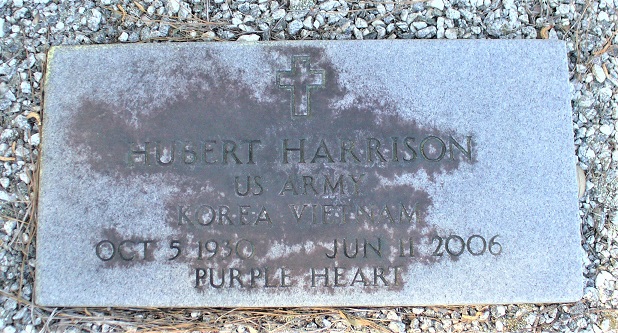 HUBERT HARRISON
US ARMY
KOREA VIETNAM
OCT 5 1930 JUN 11 2006
PURPLE HEART